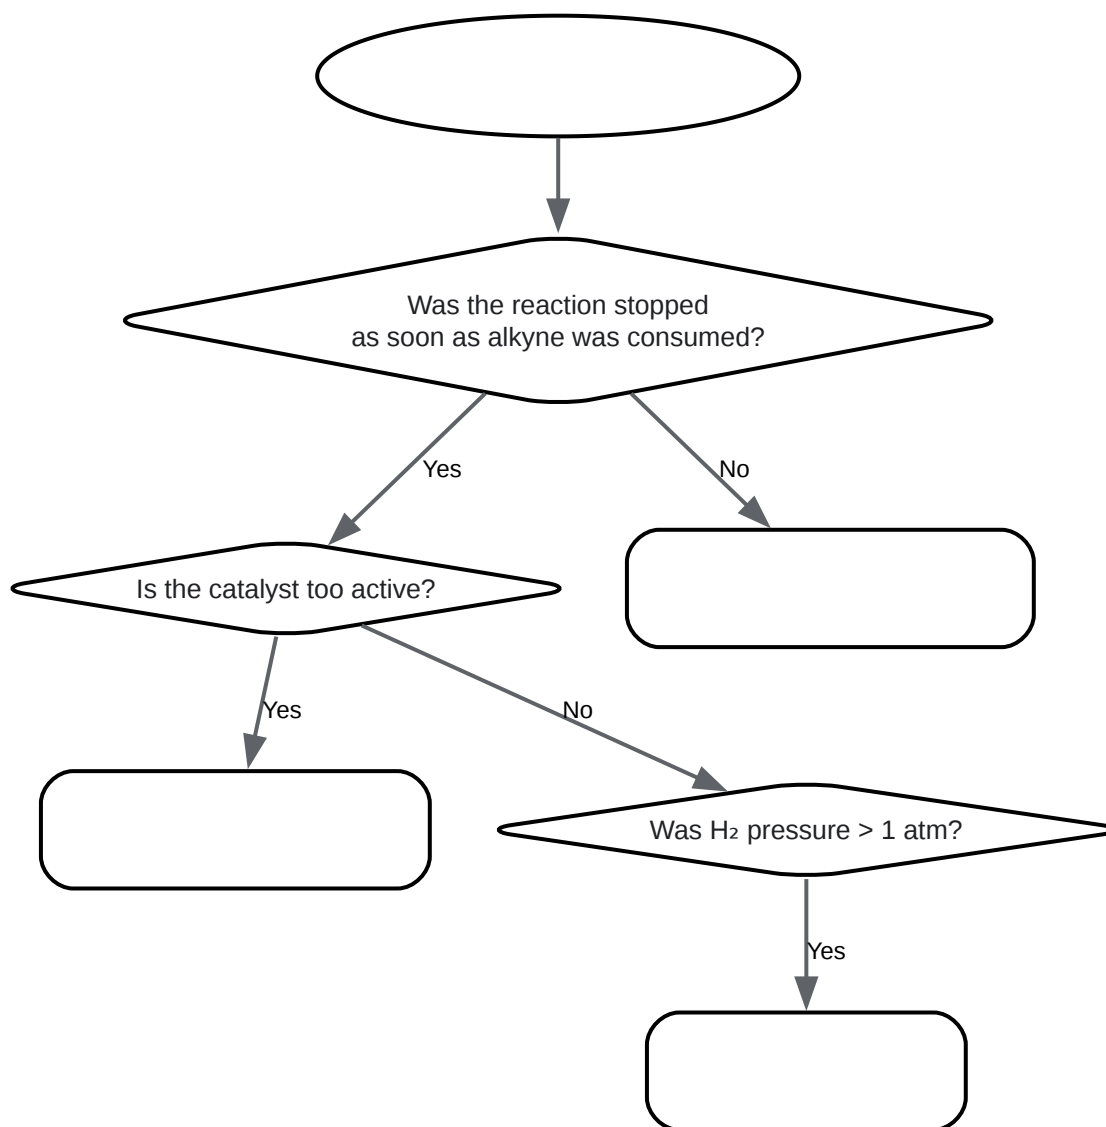 Was the reaction stopped
as soon as alkyne was consumed?
Yes
No
Is the catalyst too active?
Yes
No
Was H₂ pressure > 1 atm?
Yes